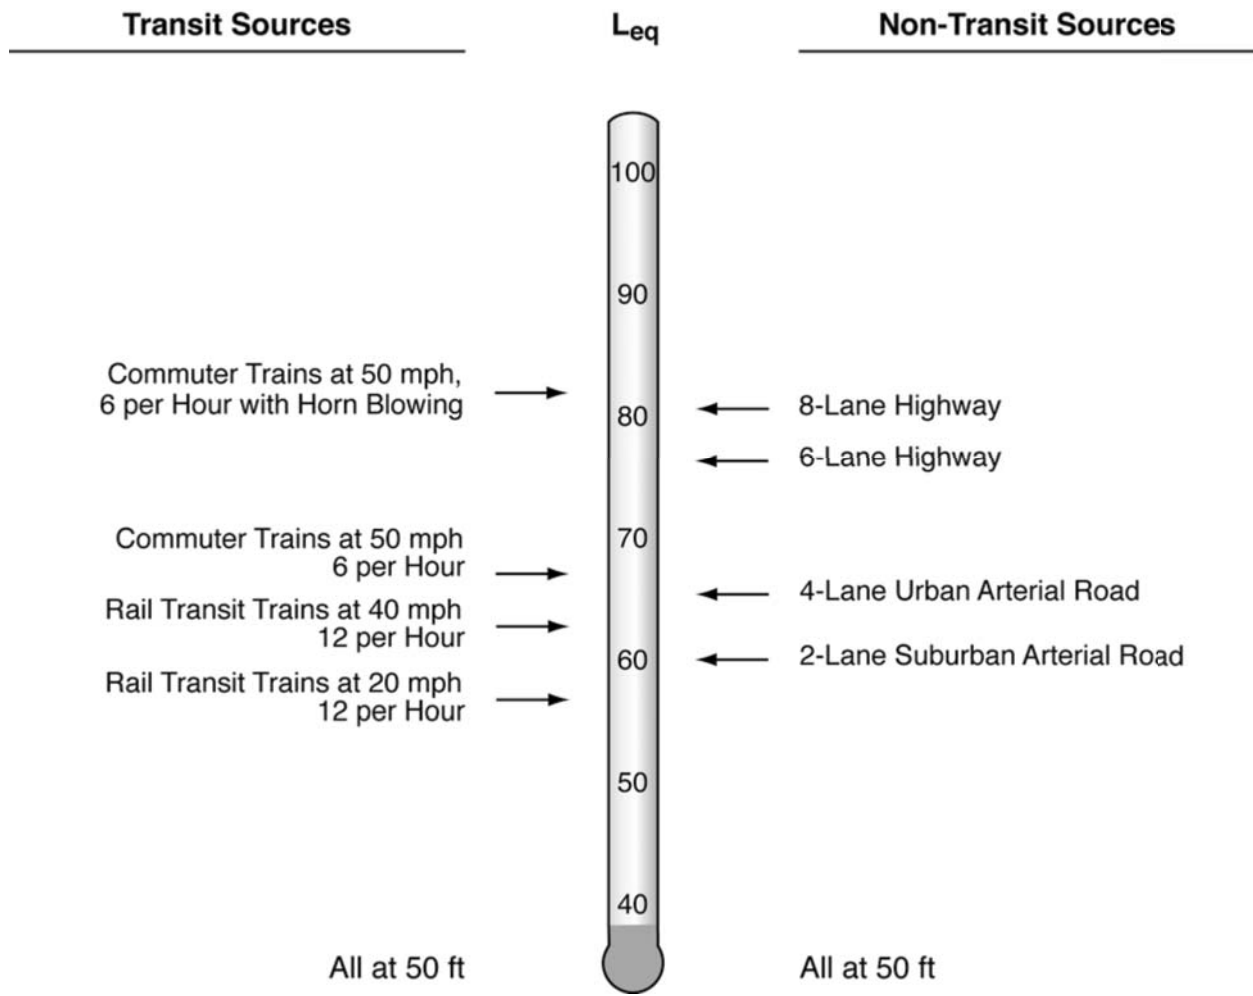 Transit Sources
Leq
Non-Transit Sources
100
90
Commuter Trains at 50 mph,
6 per Hour with Horn Blowing
80
8-Lane Highway
6-Lane Highway
Commuter Trains at 50 mph
6 per Hour
70
4-Lane Urban Arterial Road
Rail Transit Trains at 40 mph
12 per Hour
60
2-Lane Suburban Arterial Road
Rail Transit Trains at 20 mph
12 per Hour
50
40
All at 50 ft
All at 50 ft